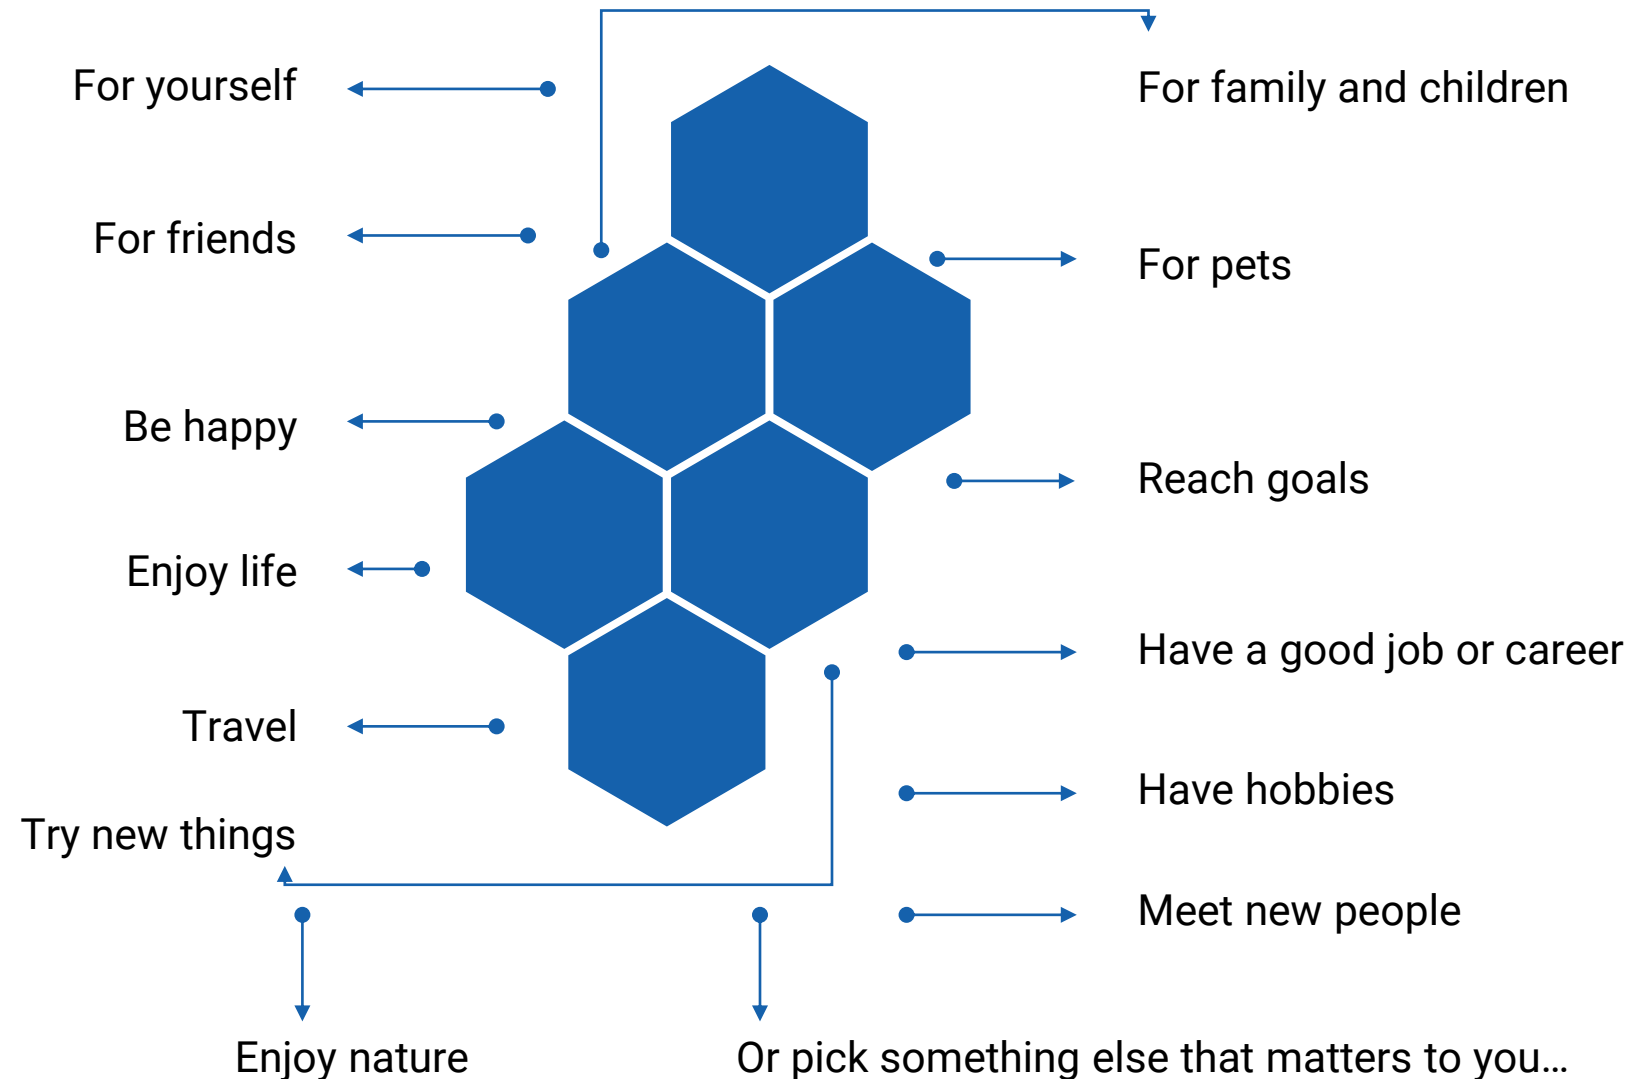 For yourself
For family and children
For friends
For pets
Be happy
Reach goals
Enjoy life
Have a good job or career
Travel
Have hobbies
Try new things
Meet new people
Enjoy nature
Or pick something else that matters to you…